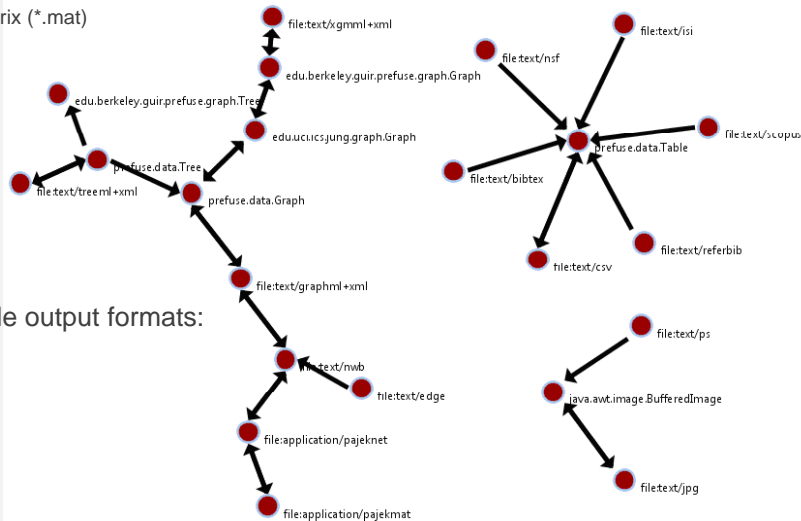 rix (*.mat)
file:text/xgmml+xml
edu.berkeley.guir.prefuse.graph.Graph
edu.berkeley.guir.prefuse.graph.Tree
edu.uci.ics.jung.graph.Graph
prefuse.data.Tree
file:text/treeml+xml
prefuse.data.Graph
file:text/graphml+xml
le output formats:
file:text/nwb
file:text/edge
file:application/pajeknet
file:application/pajekmat
file:text/isi
file:text/nsf
file:text/scopus
prefuse.data.Table
file:text/bibtex
file:text/referbib
file:text/csv
file:text/ps
java.awt.image.BufferedImage
file:text/jpg